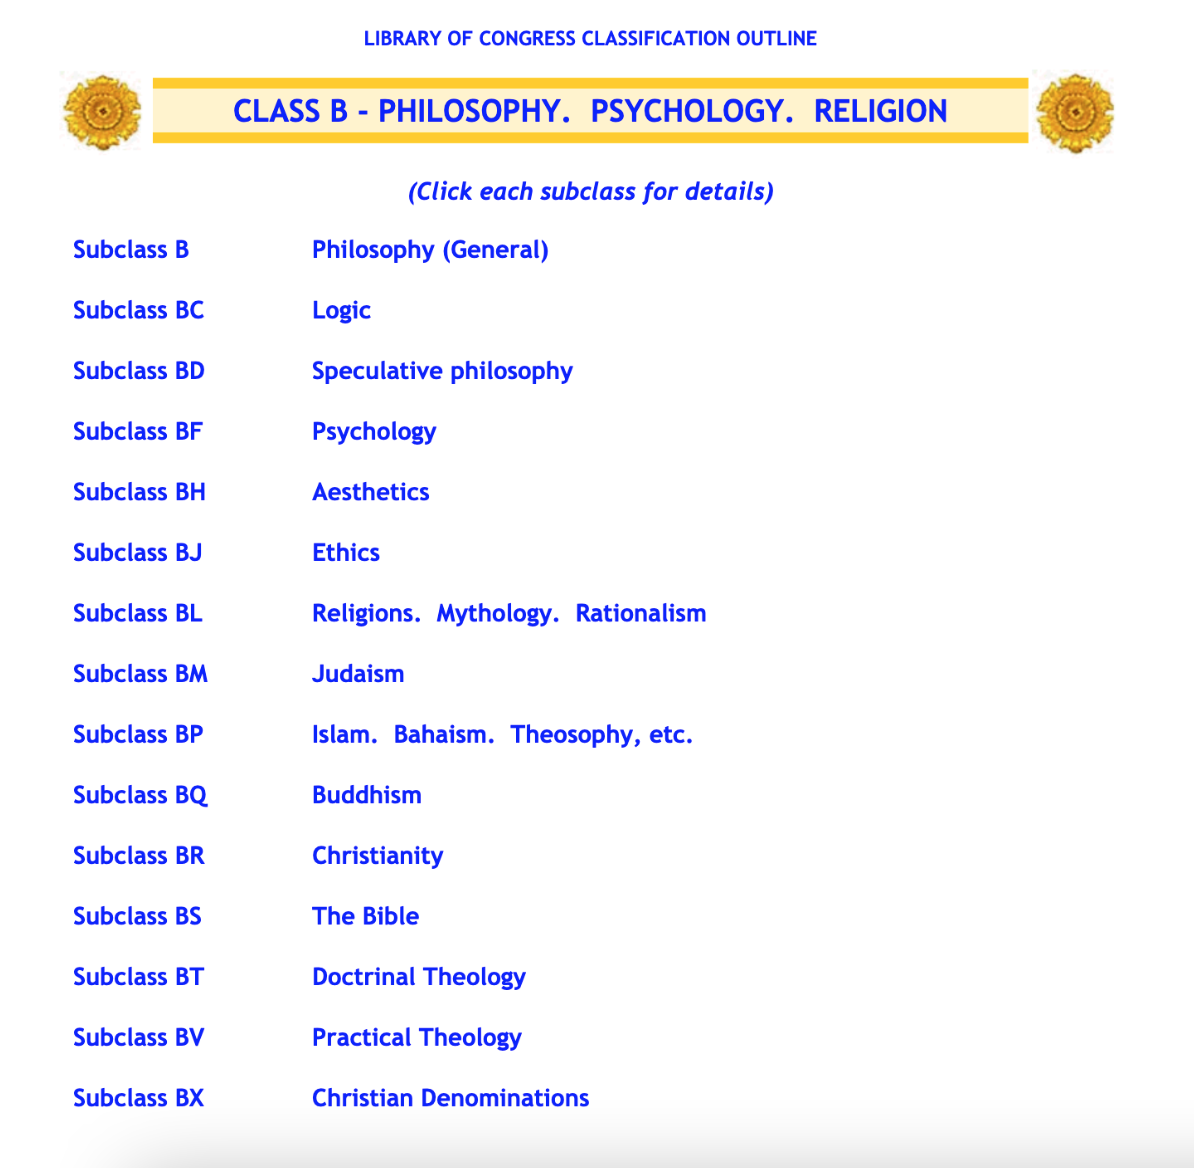 LIBRARY OF CONGRESS CLASSIFICATION OUTLINE
CLASS B - PHILOSOPHY.  PSYCHOLOGY.  RELIGION
(Click each subclass for details)
Subclass B Philosophy (General)
Subclass BC Logic
Subclass BD Speculative philosophy
Subclass BF Psychology
Subclass BH Aesthetics
Subclass BJ Ethics
Subclass BL Religions.  Mythology.  Rationalism
Subclass BM Judaism
Subclass BP Islam.  Bahaism.  Theosophy, etc.
Subclass BQ Buddhism
Subclass BR Christianity
Subclass BS The Bible
Subclass BT Doctrinal Theology
Subclass BV Practical Theology
Subclass BX Christian Denominations